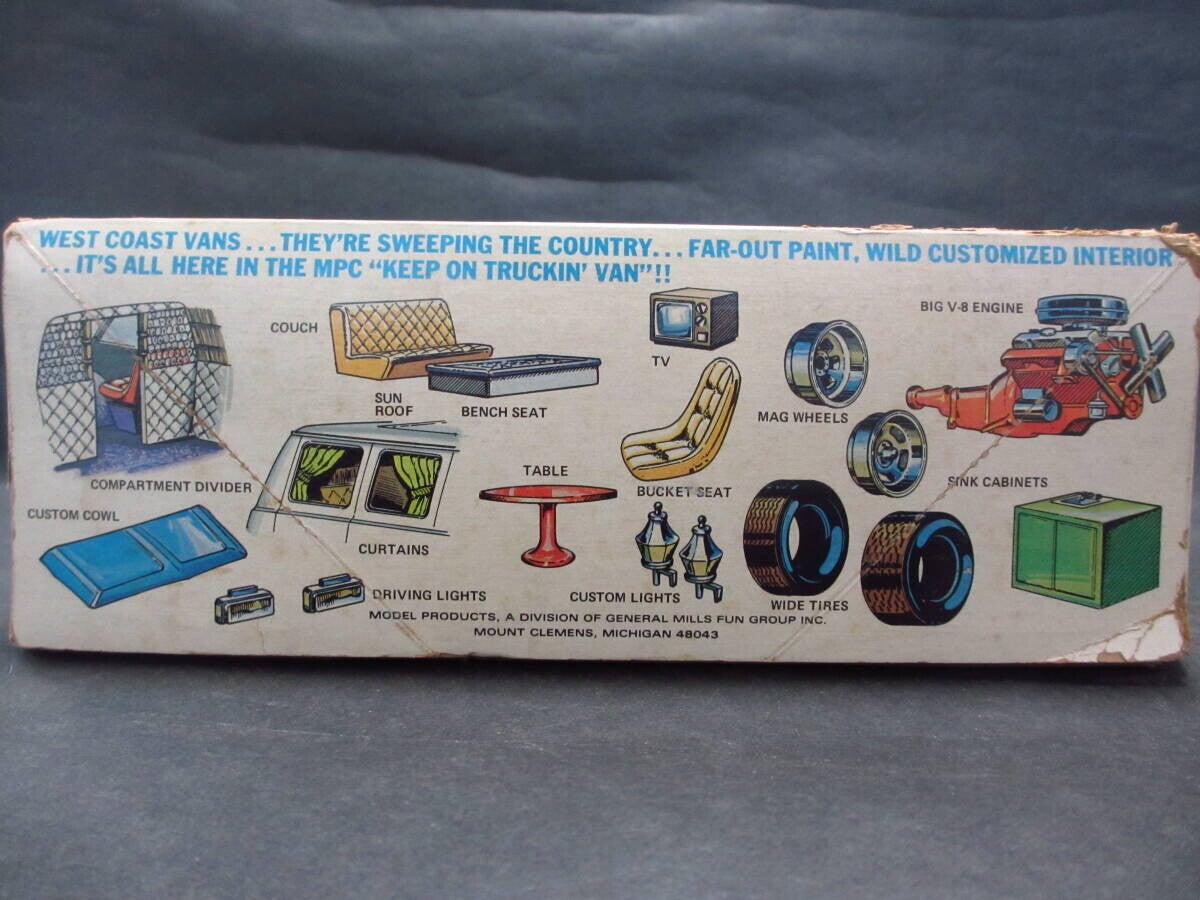 WEST COAST VANS... THEY'RE SWEEPING THE COUNTRY... FAR-OUT PAINT, WILD CUSTOMIZED INTERIOR
...IT'S ALL HERE IN THE MPC "KEEP ON TRUCKIN' VAN"!!
COUCH
TV
BIG V-8 ENGINE
SUN
ROOF
BENCH SEAT
MAG WHEELS
COMPARTMENT DIVIDER
TABLE
BUCKET SEAT
SINK CABINETS
CUSTOM COWL
CURTAINS
DRIVING LIGHTS
CUSTOM LIGHTS
WIDE TIRES
MODEL PRODUCTS, A DIVISION OF GENERAL MILLS FUN GROUP INC.
MOUNT CLEMENS, MICHIGAN 48043